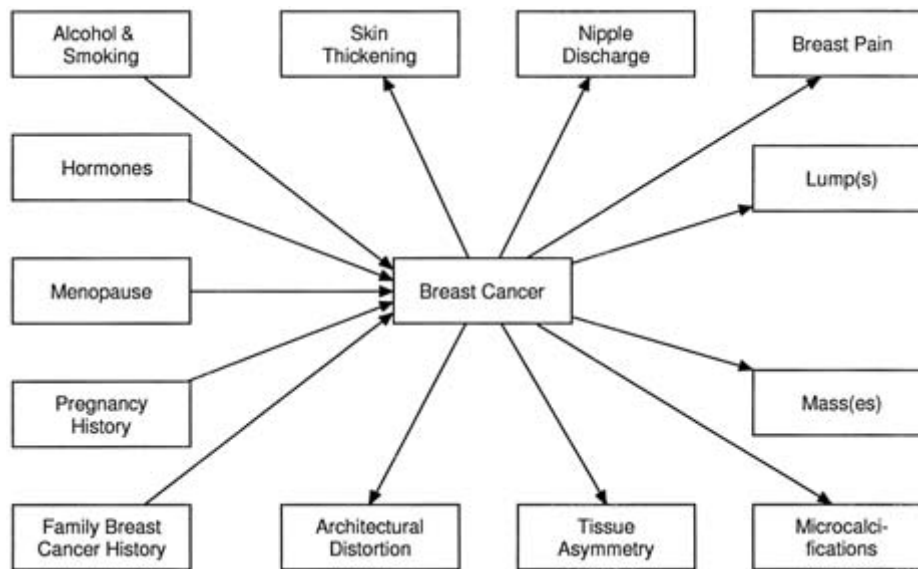 Alcohol &
Smoking
Skin
Thickening
Nipple
Discharge
Breast Pain
Hormones
Lump(s)
Menopause
Breast Cancer
Pregnancy
History
Mass(es)
Family Breast
Cancer History
Architectural
Distortion
Tissue
Asymmetry
Microcalci-
fications